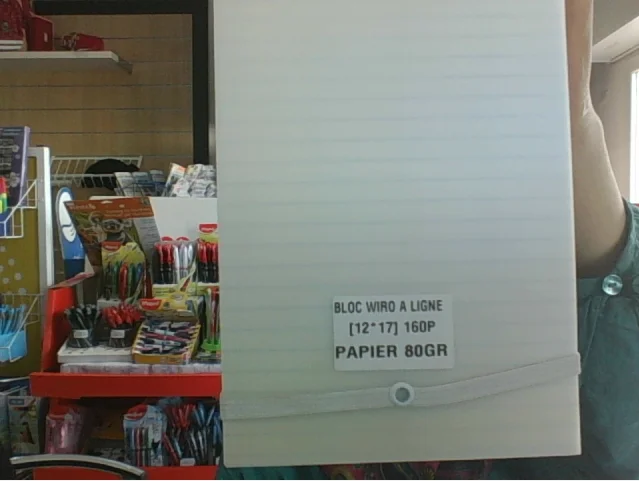 BLOC WIRO A LIGNE
[12*17] 160P
PAPIER 80GR